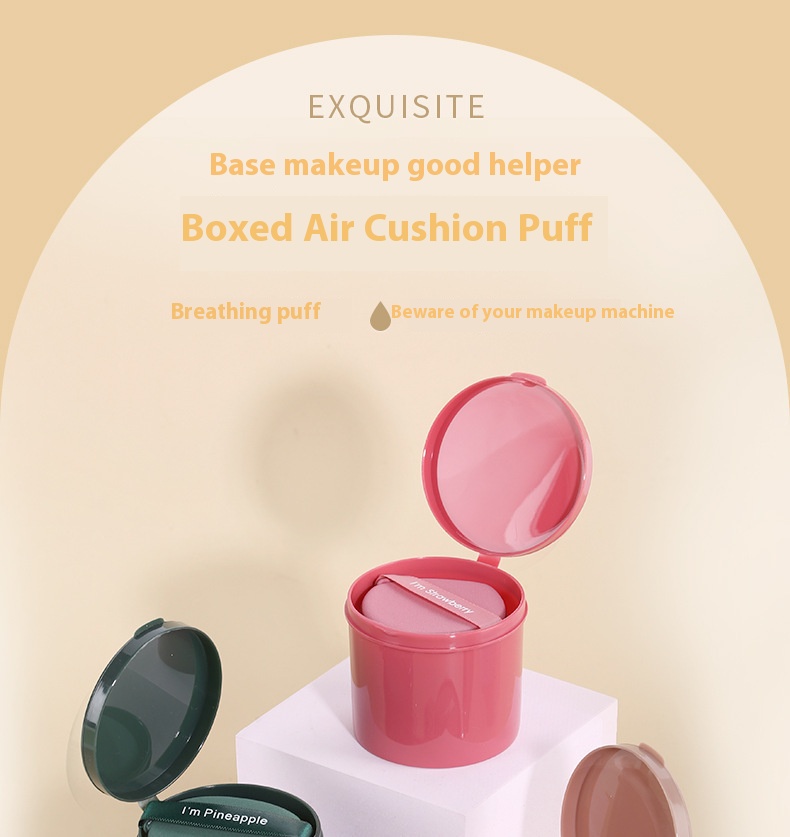 EXQUISITE
Base makeup good helper
Boxed Air Cushion Puff
Breathing puff
Beware of your makeup machine
I'm Strawberry
I'm Pineapple